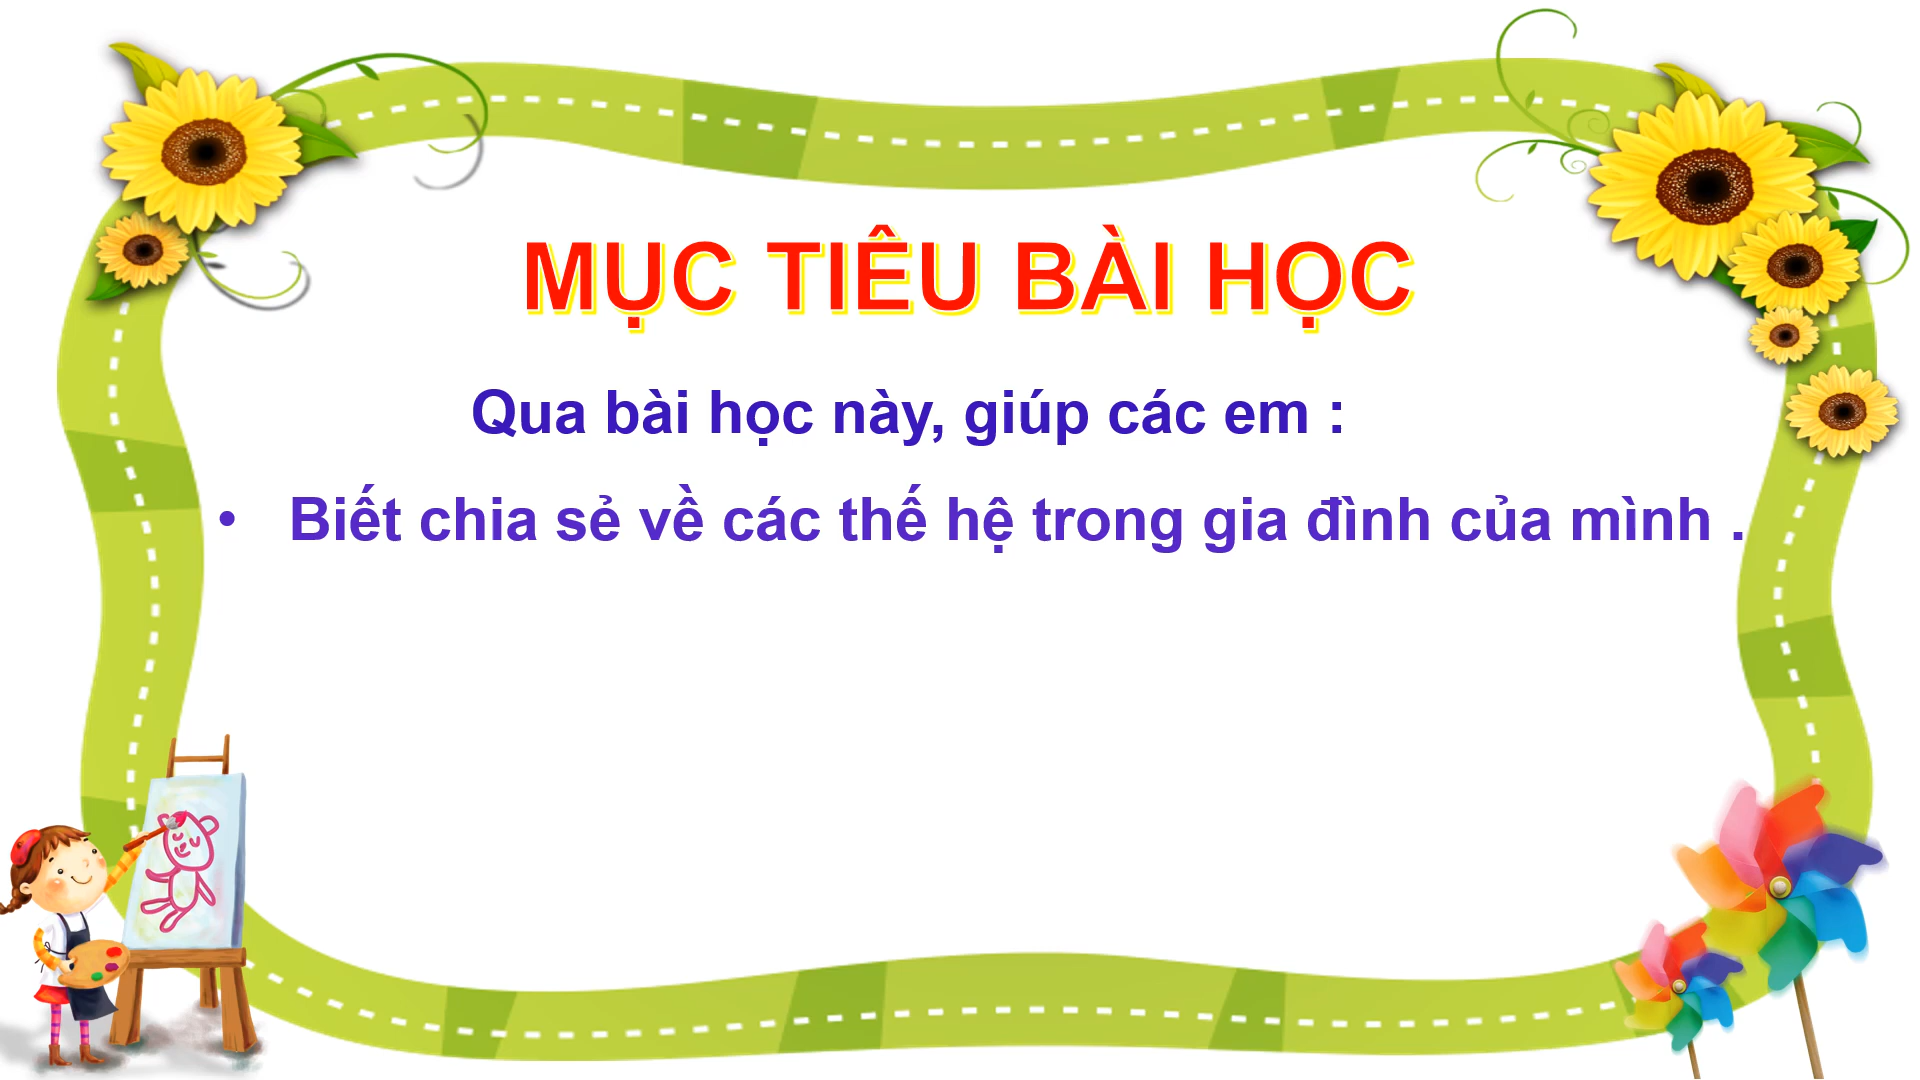 MỤC TIÊU BÀI HỌC
Qua bài học này, giúp các em :
• Biết chia sẻ về các thế hệ trong gia đình của mình .